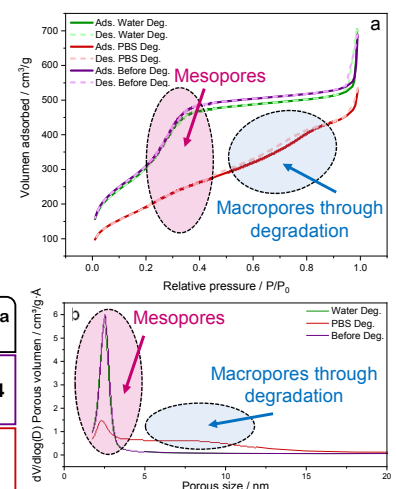 Ads. Water Deg.
Des. Water Deg.
Ads. PBS Deg.
Des. PBS Deg.
Ads. Before Deg.
Des. Before Deg.
a
Mesopores
Macropores through
degradation
Volumen adsorbed / cm³/g
700
600
500
400
300
200
100
0.0 0.2 0.4 0.6 0.8 1.0
Relative pressure / P/P₀
a
4
b
Mesopores
Water Deg.
PBS Deg.
Before Deg.
Macropores through
degradation
dV/dlog(D) Porous volumen / cm³/g·Å
6
5
4
3
2
1
0
0 5 10 15 20
Porous size / nm